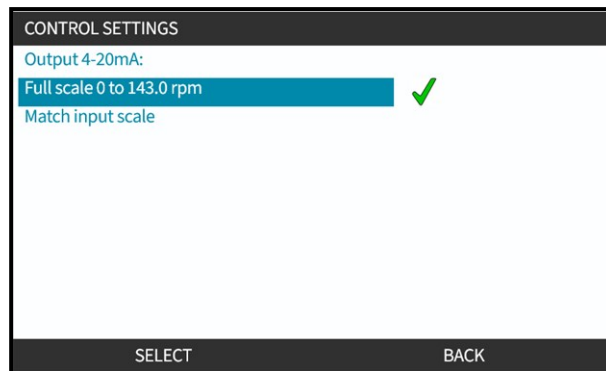 CONTROL SETTINGS
Output 4-20mA:
Full scale 0 to 143.0 rpm
Match input scale
SELECT BACK